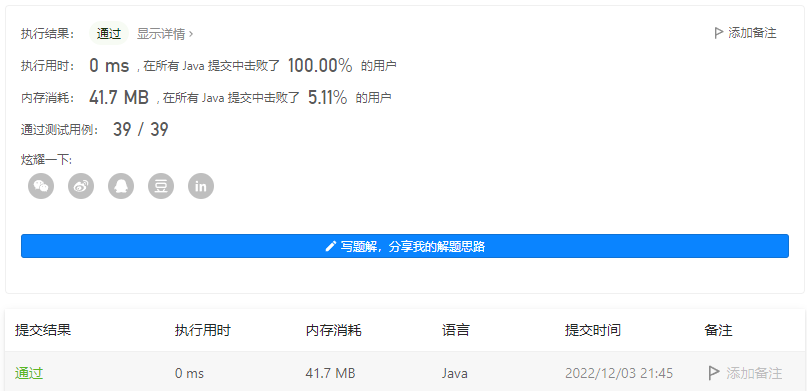 执行结果： 通过 显示详情 › 添加备注
执行用时： 0 ms , 在所有 Java 提交中击败了 100.00% 的用户
内存消耗： 41.7 MB , 在所有 Java 提交中击败了 5.11% 的用户
通过测试用例： 39 / 39
炫耀一下:
豆 in
写题解，分享我的解题思路
提交结果 执行用时 内存消耗 语言 提交时间 备注
通过 0 ms 41.7 MB Java 2022/12/03 21:45 添加备注